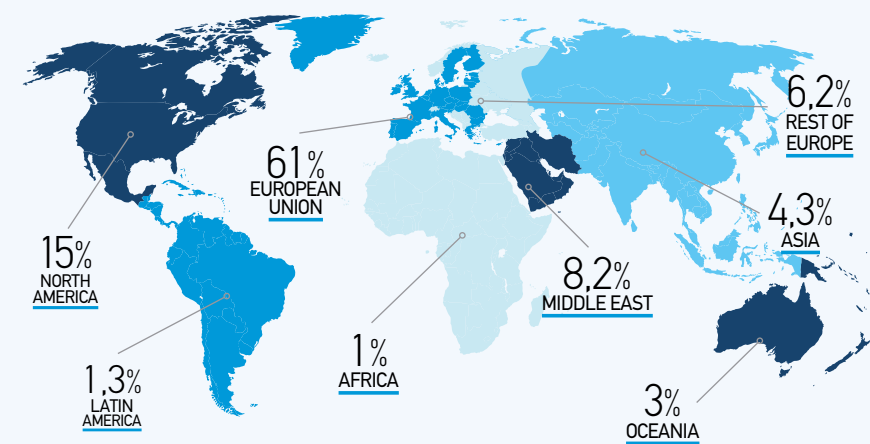 6,2%
REST OF
EUROPE
61%
EUROPEAN
UNION
4,3%
ASIA
15%
NORTH
AMERICA
8,2%
MIDDLE EAST
1%
AFRICA
1,3%
LATIN
AMERICA
3%
OCEANIA